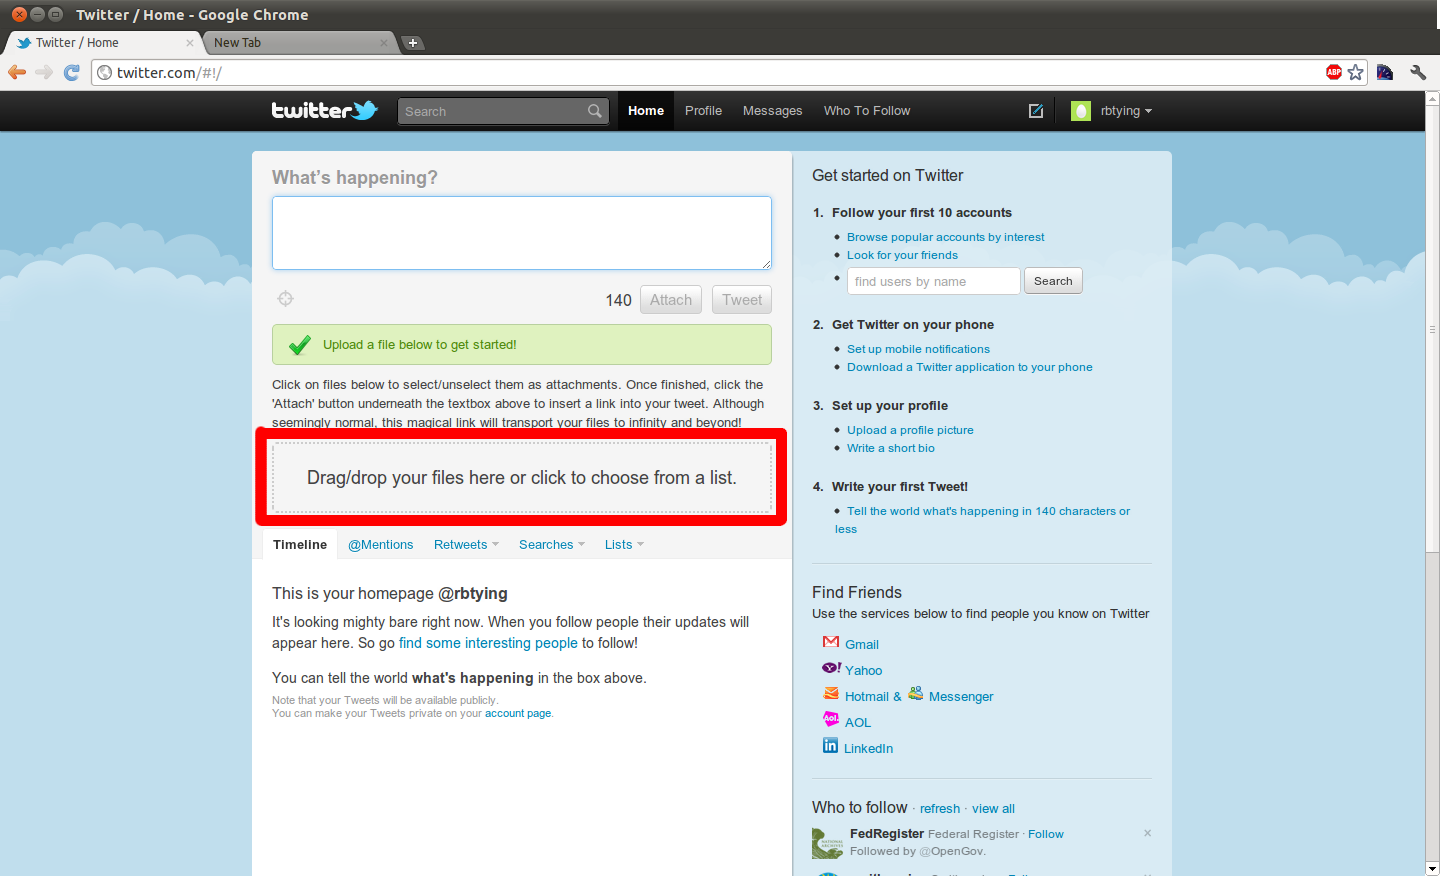 Twitter / Home - Google Chrome
Twitter / Home
New Tab
twitter.com/#!/
ABP
twitter
Search
Home
Profile
Messages
Who To Follow
rbtying
What's happening?
140
Attach
Tweet
Upload a file below to get started!
Click on files below to select/unselect them as attachments. Once finished, click the
'Attach' button underneath the textbox above to insert a link into your tweet. Although
seemingly normal, this magical link will transport your files to infinity and beyond!
Drag/drop your files here or click to choose from a list.
Timeline
@Mentions
Retweets
Searches
Lists
This is your homepage @rbtying
It's looking mighty bare right now. When you follow people their updates will
appear here. So go find some interesting people to follow!
You can tell the world what's happening in the box above.
Note that your Tweets will be available publicly.
You can make your Tweets private on your account page.
Get started on Twitter
1. Follow your first 10 accounts
Browse popular accounts by interest
Look for your friends
find users by name
Search
2. Get Twitter on your phone
Set up mobile notifications
Download a Twitter application to your phone
3. Set up your profile
Upload a profile picture
Write a short bio
4. Write your first Tweet!
Tell the world what's happening in 140 characters or
less
Find Friends
Use the services below to find people you know on Twitter
Gmail
Yahoo
Hotmail & Messenger
Aol.
AOL
in
LinkedIn
Who to follow · refresh · view all
FedRegister Federal Register · Follow
Followed by @OpenGov.